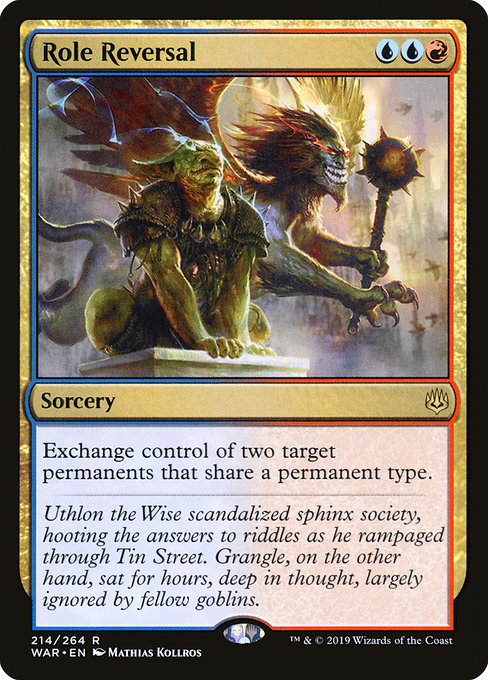 Role Reversal
Sorcery
Exchange control of two target
permanents that share a permanent type.
Uthlon the Wise scandalized sphinx society,
hooting the answers to riddles as he rampaged
through Tin Street. Grangle, on the other
hand, sat for hours, deep in thought, largely
ignored by fellow goblins.
214/264 R
WAR • EN Mathias Kollros
™ & © 2019 Wizards of the Coast